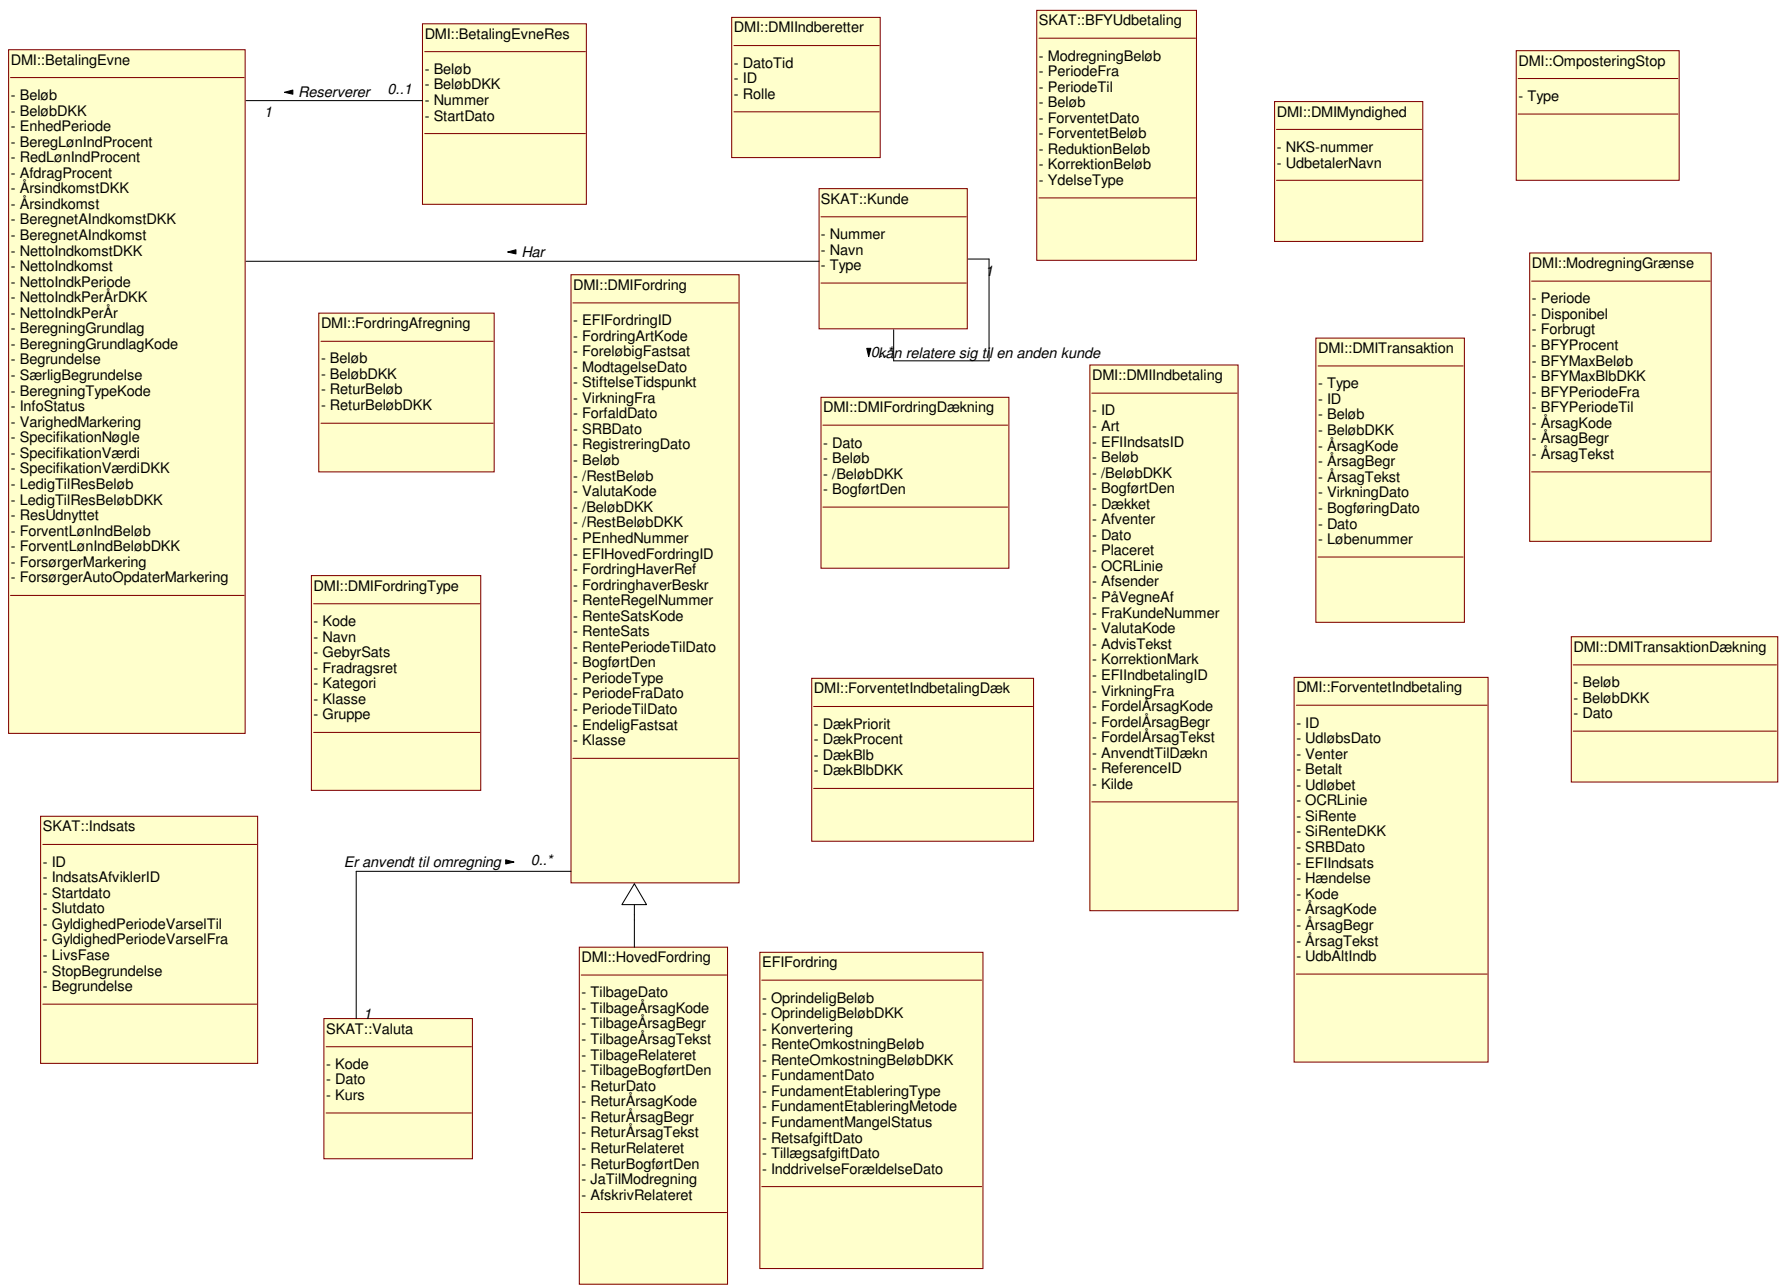 DMI::BetalingEvne
- Beløb
- BeløbDKK
- EnhedPeriode
- BeregLønIndProcent
- RedLønIndProcent
- AfdragProcent
- ÅrsindkomstDKK
- Årsindkomst
- BeregnetAIndkomstDKK
- BeregnetAIndkomst
- NettoIndkomstDKK
- NettoIndkomst
- NettoIndkPeriode
- NettoIndkPerÅrDKK
- NettoIndkPerÅr
- BeregningGrundlag
- BeregningGrundlagKode
- Begrundelse
- SærligBegrundelse
- BeregningTypeKode
- InfoStatus
- VarighedMarkering
- SpecifikationNøgle
- SpecifikationVærdi
- SpecifikationVærdiDKK
- LedigTilResBeløb
- LedigTilResBeløbDKK
- ResUdnyttet
- ForventLønIndBeløb
- ForventLønIndBeløbDKK
- ForsørgerMarkering
- ForsørgerAutoOpdaterMarkering
◄ Reserverer
0..1
1
DMI::BetalingEvneRes
- Beløb
- BeløbDKK
- Nummer
- StartDato
DMI::DMIIndberetter
- DatoTid
- ID
- Rolle
SKAT::BFYUdbetaling
- ModregningBeløb
- PeriodeFra
- PeriodeTil
- Beløb
- ForventetDato
- ForventetBeløb
- ReduktionBeløb
- KorrektionBeløb
- YdelseType
DMI::DMIMyndighed
- NKS-nummer
- UdbetalerNavn
DMI::OmposteringStop
- Type
◄ Har
SKAT::Kunde
- Nummer
- Navn
- Type
1
▼ 0kån relatere sig til en anden kunde
DMI::ModregningGrænse
- Periode
- Disponibel
- Forbrugt
- BFYProcent
- BFYMaxBeløb
- BFYMaxBlbDKK
- BFYPeriodeFra
- BFYPeriodeTil
- ÅrsagKode
- ÅrsagBegr
- ÅrsagTekst
DMI::FordringAfregning
- Beløb
- BeløbDKK
- ReturBeløb
- ReturBeløbDKK
DMI::DMIFordring
- EFIFordringID
- FordringArtKode
- ForeløbigFastsat
- ModtagelseDato
- StiftelseTidspunkt
- VirkningFra
- ForfaldDato
- SRBDato
- RegistreringDato
- Beløb
- /RestBeløb
- ValutaKode
- /BeløbDKK
- /RestBeløbDKK
- PEnhedNummer
- EFIHovedFordringID
- FordringHaverRef
- FordringhaverBeskr
- RenteRegelNummer
- RenteSatsKode
- RenteSats
- RentePeriodeTilDato
- BogførtDen
- PeriodeType
- PeriodeFraDato
- PeriodeTilDato
- EndeligFastsat
- Klasse
DMI::DMIFordringDækning
- Dato
- Beløb
- /BeløbDKK
- BogførtDen
DMI::DMIIndbetaling
- ID
- Art
- EFIIndsatsID
- Beløb
- /BeløbDKK
- BogførtDen
- Dækket
- Afventer
- Dato
- Placeret
- OCRLinie
- Afsender
- PåVegneAf
- FraKundeNummer
- ValutaKode
- AdvisTekst
- KorrektionMark
- EFIIndbetalingID
- VirkningFra
- FordelÅrsagKode
- FordelÅrsagBegr
- FordelÅrsagTekst
- AnvendtTilDækn
- ReferenceID
- Kilde
DMI::DMITransaktion
- Type
- ID
- Beløb
- BeløbDKK
- ÅrsagKode
- ÅrsagBegr
- ÅrsagTekst
- VirkningDato
- BogføringDato
- Dato
- Løbenummer
DMI::DMIFordringType
- Kode
- Navn
- GebyrSats
- Fradragsret
- Kategori
- Klasse
- Gruppe
DMI::ForventetIndbetalingDæk
- DækPriorit
- DækProcent
- DækBlb
- DækBlbDKK
DMI::ForventetIndbetaling
- ID
- UdløbsDato
- Venter
- Betalt
- Udløbet
- OCRLinie
- SiRente
- SiRenteDKK
- SRBDato
- EFIIndsats
- Hændelse
- Kode
- ÅrsagKode
- ÅrsagBegr
- ÅrsagTekst
- UdbAltIndb
DMI::DMITransaktionDækning
- Beløb
- BeløbDKK
- Dato
SKAT::Indsats
- ID
- IndsatsAfviklerID
- Startdato
- Slutdato
- GyldighedPeriodeVarselTil
- GyldighedPeriodeVarselFra
- LivsFase
- StopBegrundelse
- Begrundelse
Er anvendt til omregning ►
0..*
1
SKAT::Valuta
- Kode
- Dato
- Kurs
DMI::HovedFordring
- TilbageDato
- TilbageÅrsagKode
- TilbageÅrsagBegr
- TilbageÅrsagTekst
- TilbageRelateret
- TilbageBogførtDen
- ReturDato
- ReturÅrsagKode
- ReturÅrsagBegr
- ReturÅrsagTekst
- ReturRelateret
- ReturBogførtDen
- JaTilModregning
- AfskrivRelateret
EFIFordring
- OprindeligBeløb
- OprindeligBeløbDKK
- Konvertering
- RenteOmkostningBeløb
- RenteOmkostningBeløbDKK
- FundamentDato
- FundamentEtableringType
- FundamentEtableringMetode
- FundamentMangelStatus
- RetsafgiftDato
- TillægsafgiftDato
- InddrivelseForældelseDato